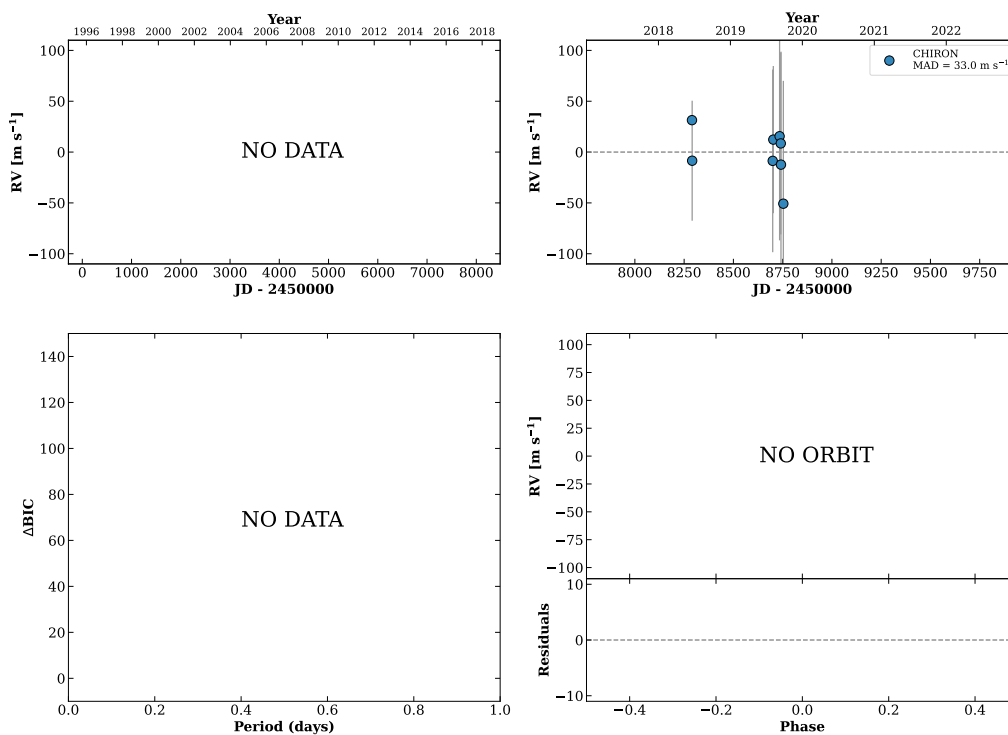 Year
1996 1998 2000 2002 2004 2006 2008 2010 2012 2014 2016 2018
100
50
0
−50
−100
RV [m s⁻¹]
NO DATA
0 1000 2000 3000 4000 5000 6000 7000 8000
JD - 2450000
Year
2018 2019 2020 2021 2022
100
50
0
−50
−100
RV [m s⁻¹]
CHIRON
MAD = 33.0 m s⁻¹
8000 8250 8500 8750 9000 9250 9500 9750
JD - 2450000
140
120
100
80
60
40
20
0
ΔBIC
NO DATA
0.0 0.2 0.4 0.6 0.8 1.0
Period (days)
100
75
50
25
0
−25
−50
−75
−100
RV [m s⁻¹]
NO ORBIT
10
0
−10
Residuals
−0.4 −0.2 0.0 0.2 0.4
Phase